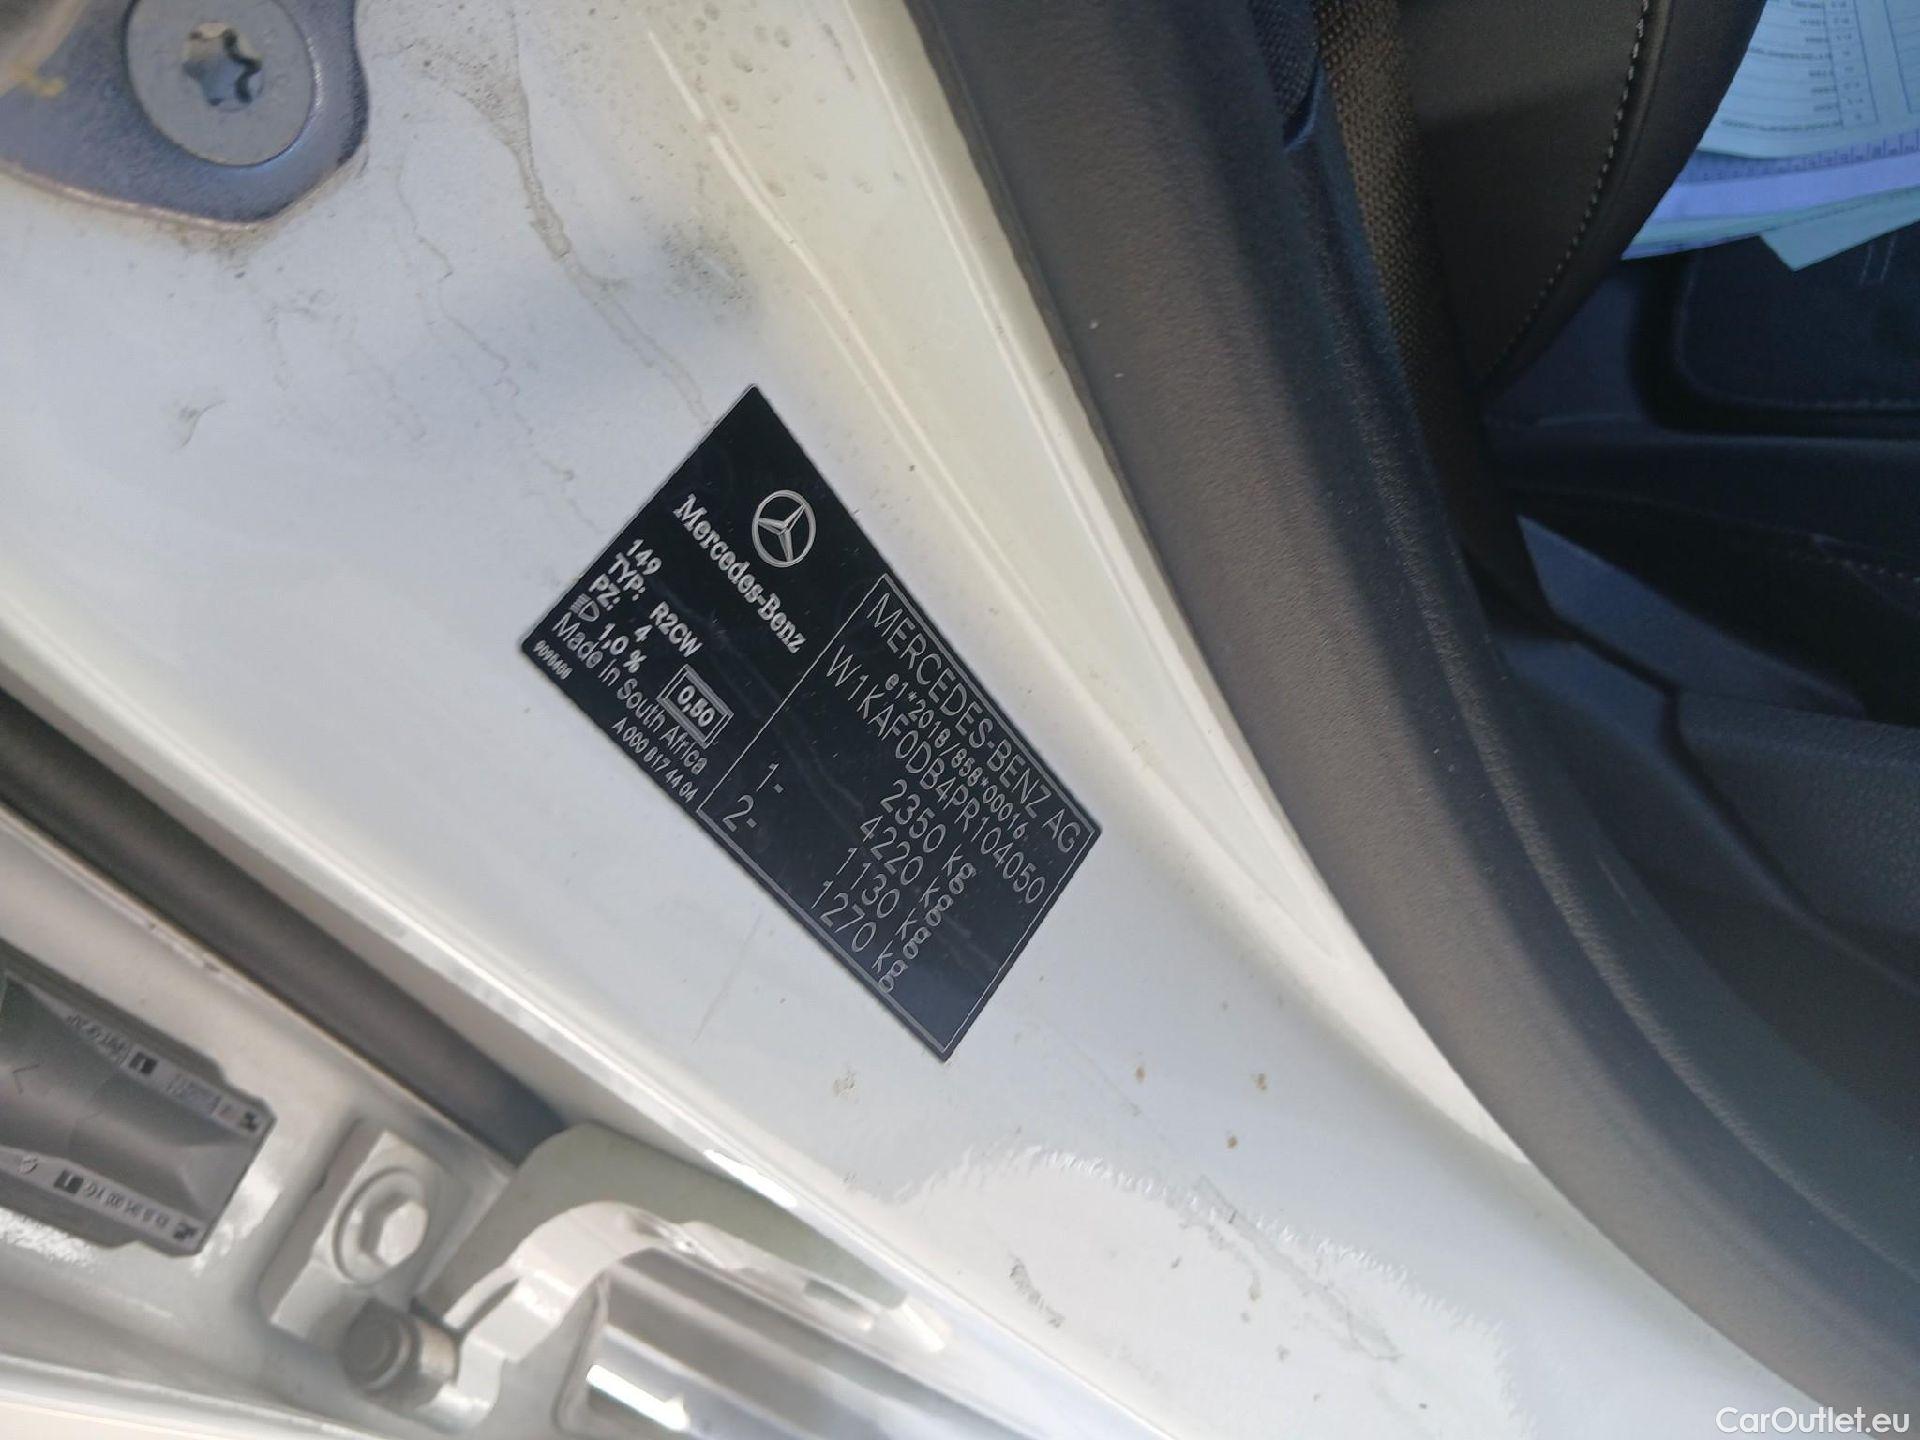 Mercedes-Benz
149
TYP: R2CW
PZ: 4
1,0 %
0,50
Made in South Africa
A 000 817 44 04
MERCEDES-BENZ AG
e1*2018/858*00016
W1KAF0DB4PR104050
2350 kg
4220 kg
1- 1130 kg
2- 1270 kg
CarOutlet.eu